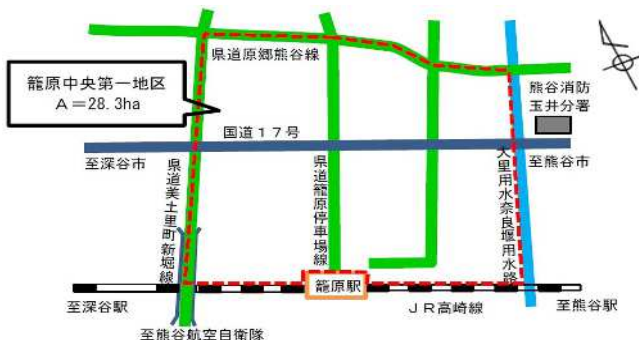 県道原郷熊谷線
籠原中央第一地区
A=28.3ha
熊谷消防
玉井分署
国道17号
至深谷市
至熊谷市
県道美土里町新堀線
県道籠原停車場線
大里用水奈良堰用水路
籠原駅
至深谷駅
JR高崎線
至熊谷駅
至熊谷航空自衛隊